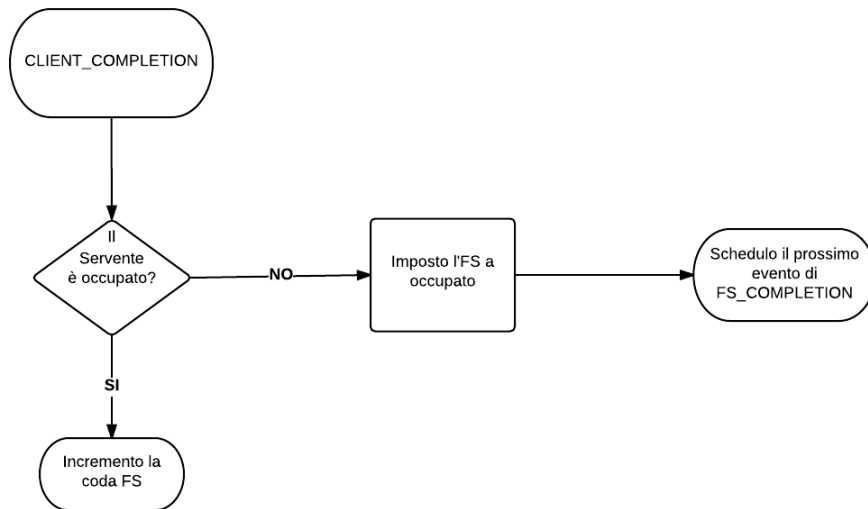 CLIENT_COMPLETION
Il
Servente
è occupato?
NO
Imposto l'FS a
occupato
Schedulo il prossimo
evento di
FS_COMPLETION
SI
Incremento la
coda FS